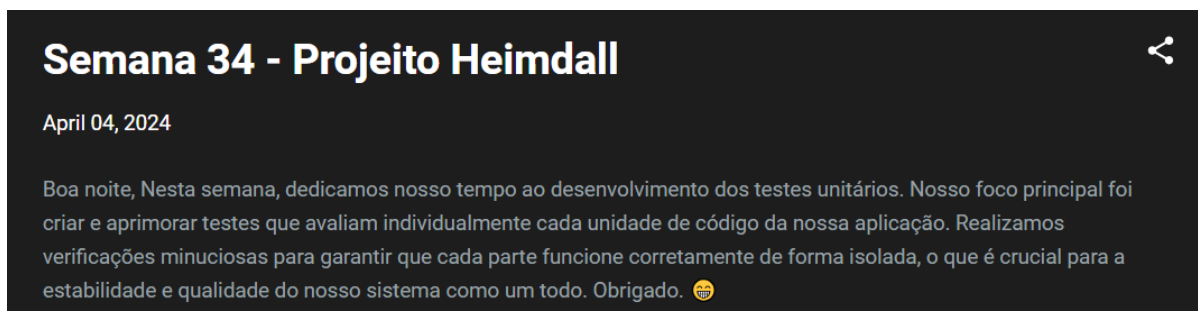 Semana 34 - Projeito Heimdall
April 04, 2024
Boa noite, Nesta semana, dedicamos nosso tempo ao desenvolvimento dos testes unitários. Nosso foco principal foi
criar e aprimorar testes que avaliam individualmente cada unidade de código da nossa aplicação. Realizamos
verificações minuciosas para garantir que cada parte funcione corretamente de forma isolada, o que é crucial para a
estabilidade e qualidade do nosso sistema como um todo. Obrigado. 😁